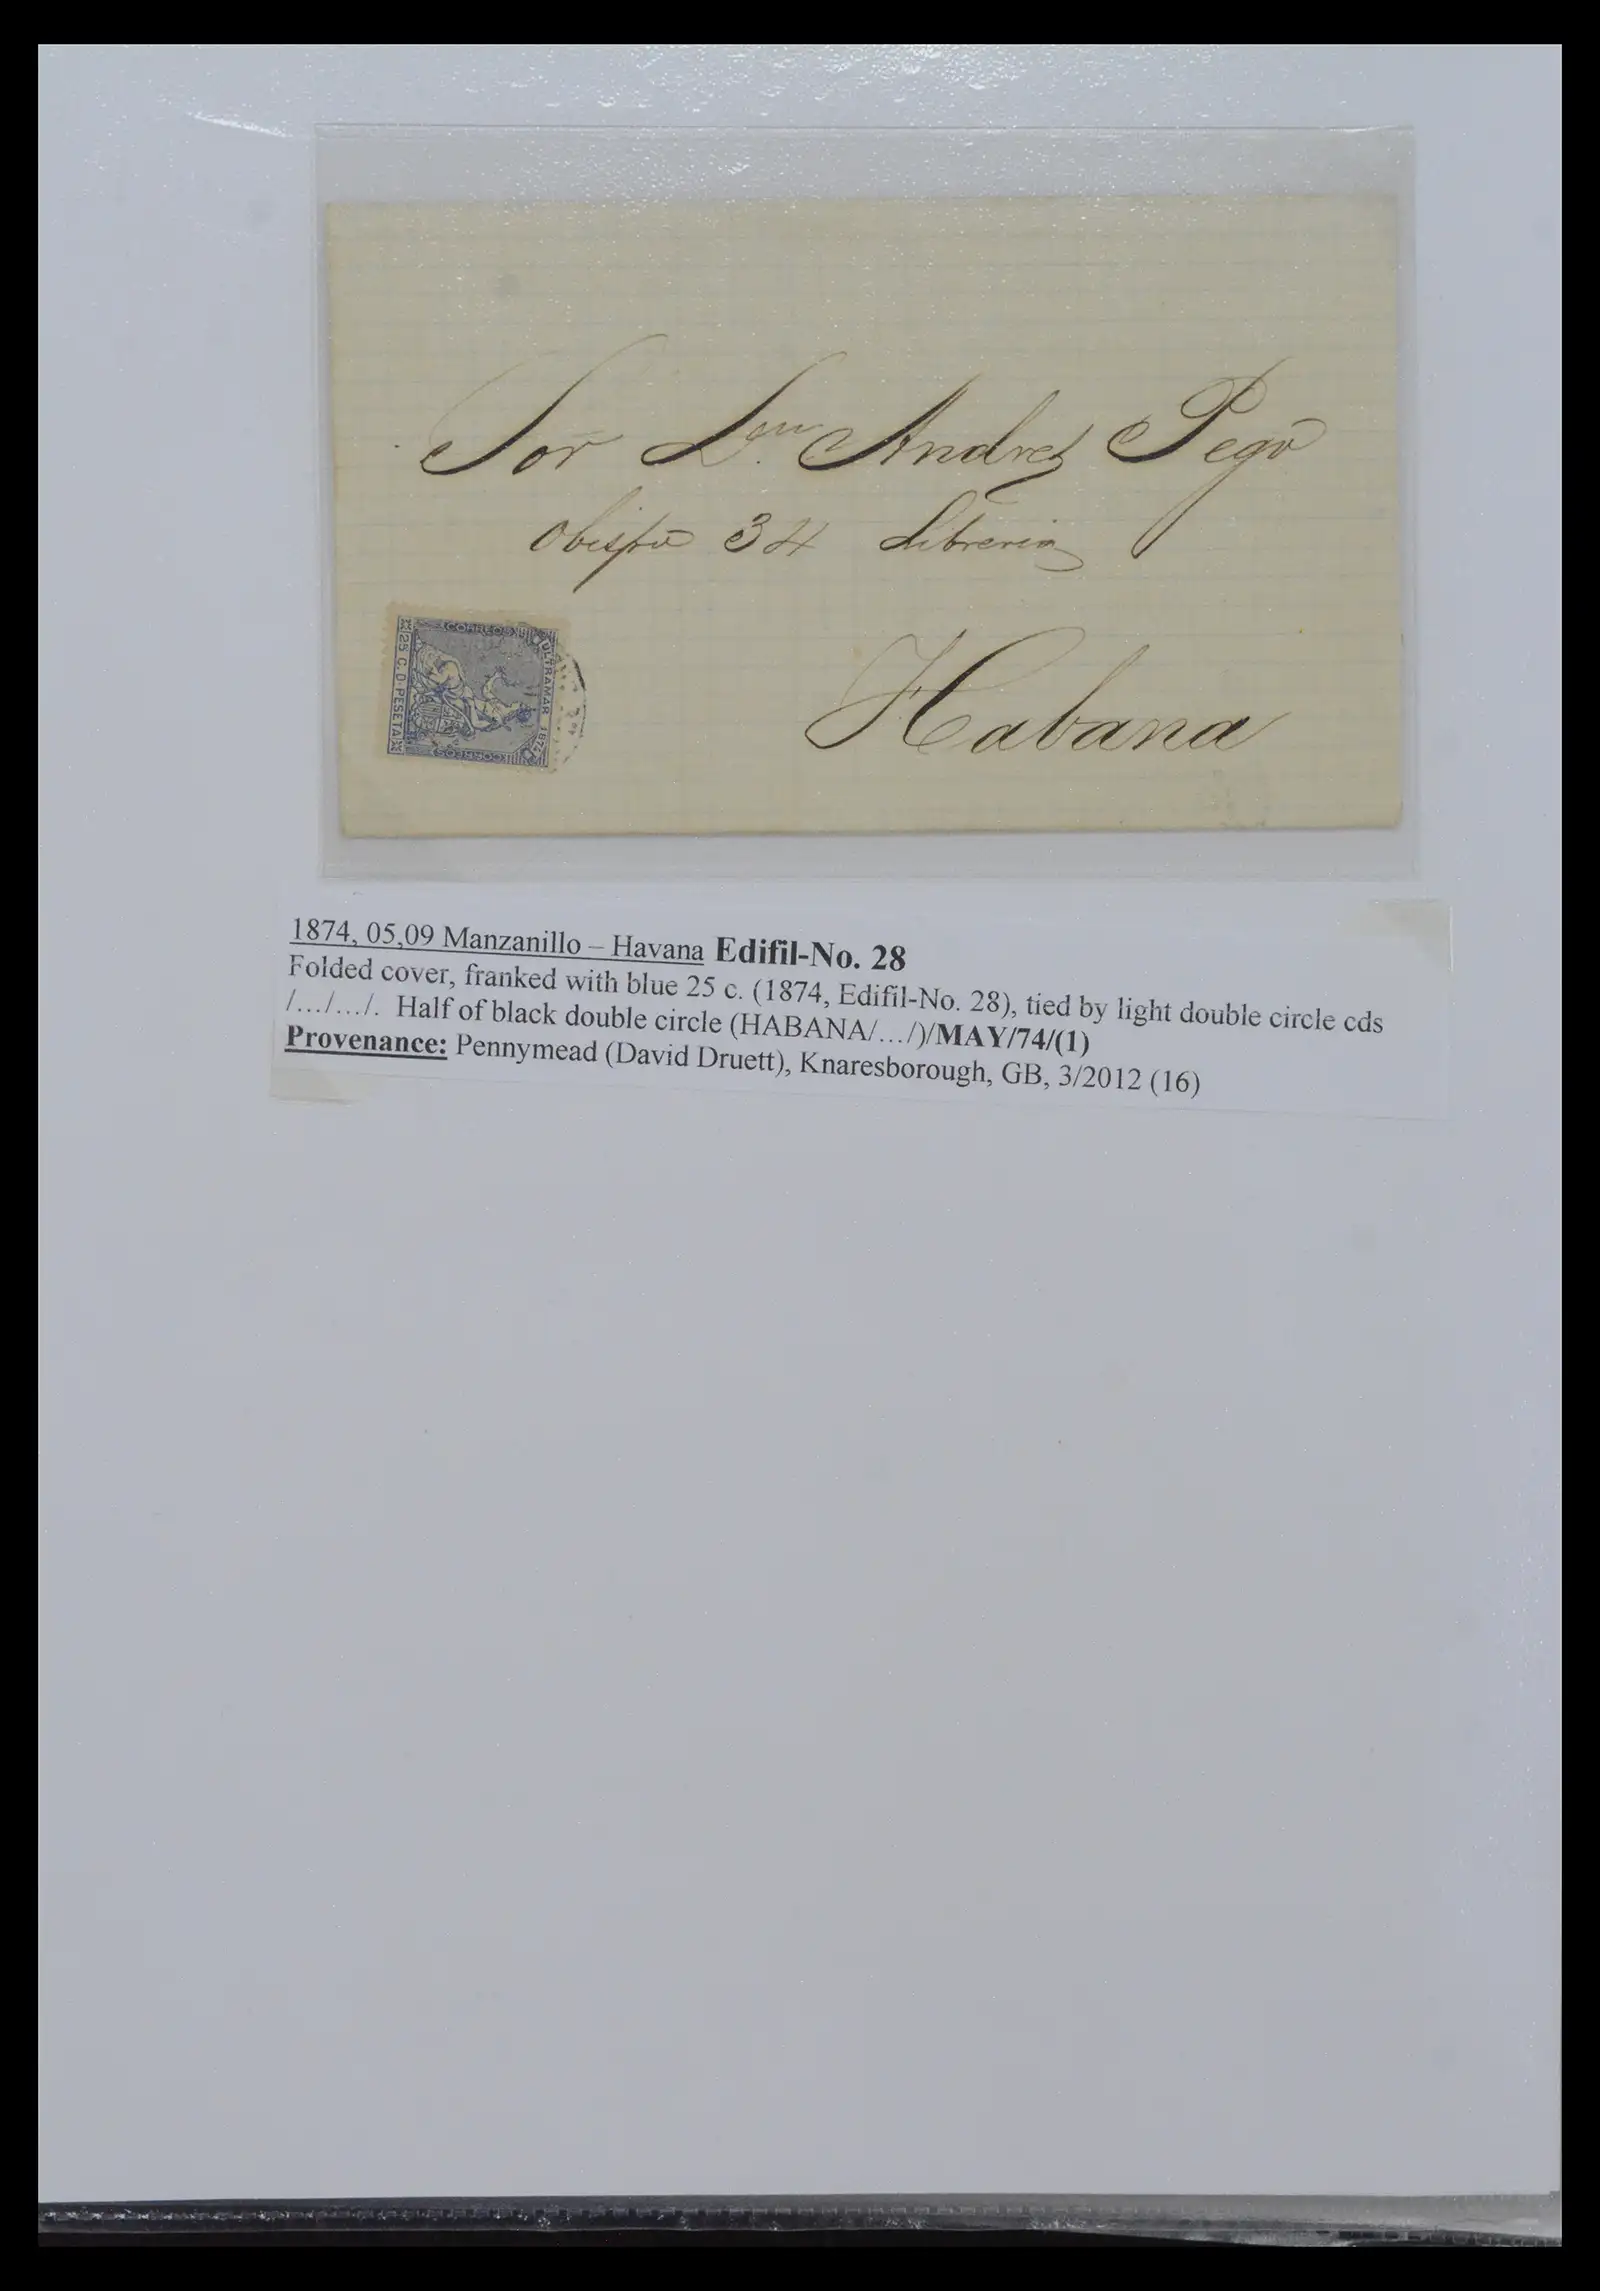 Sor Dn. Andrez Pego
Obispo 34 Libreria
Habana
CORREOS
ULTRAMAR 1874
25 C. D. PESETA
CORREOS
1874, 05,09 Manzanillo – Havana Edifil-No. 28
Folded cover, franked with blue 25 c. (1874, Edifil-No. 28), tied by light double circle cds
/…/…/. Half of black double circle (HABANA/…/)/MAY/74/(1)
Provenance: Pennymead (David Druett), Knaresborough, GB, 3/2012 (16)